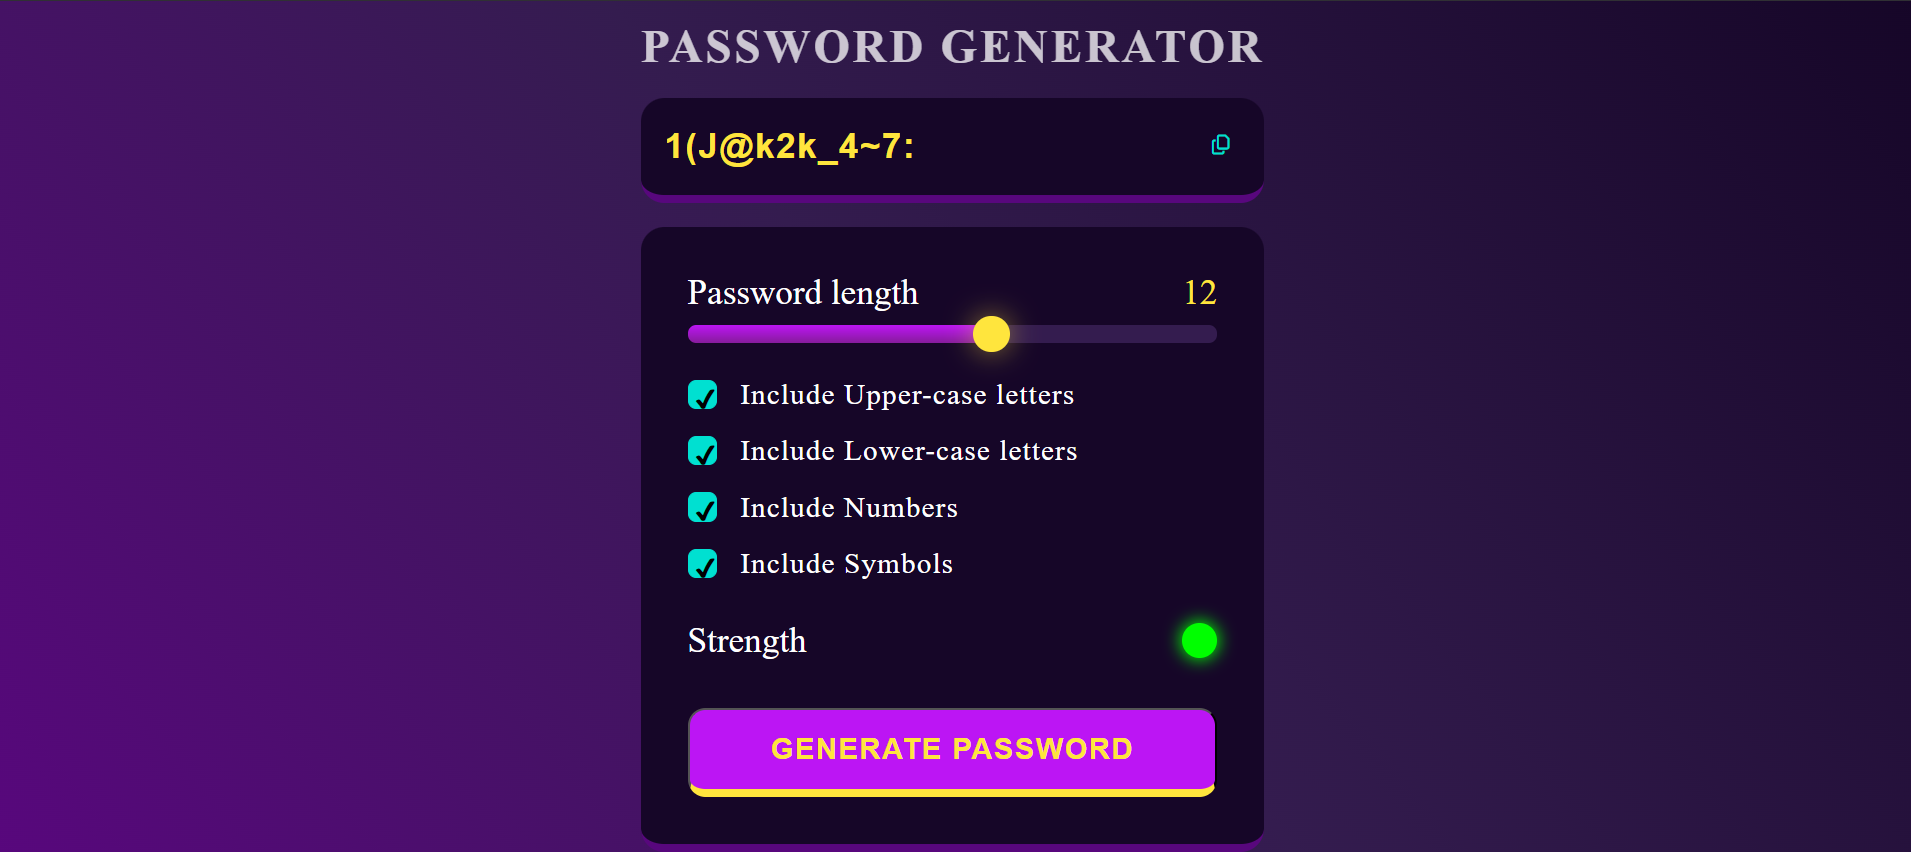 PASSWORD GENERATOR
1(J@k2k_4~7:
Password length 12
Include Upper-case letters
Include Lower-case letters
Include Numbers
Include Symbols
Strength
GENERATE PASSWORD